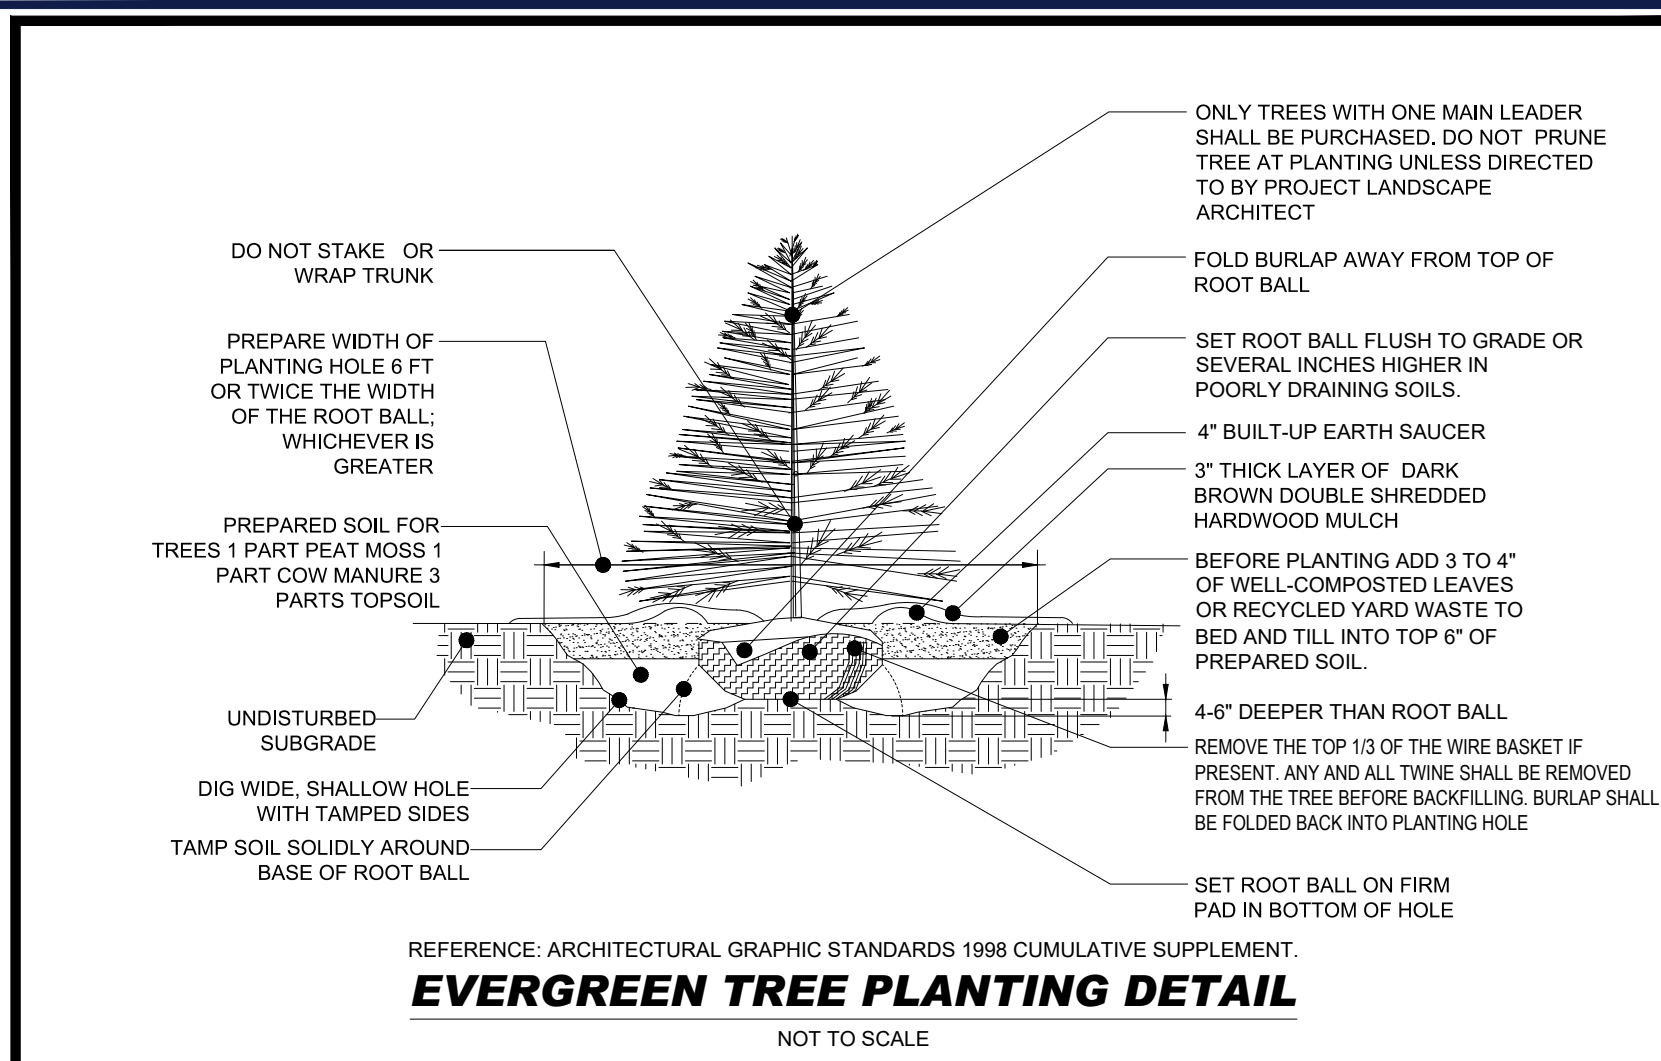 DO NOT STAKE OR
WRAP TRUNK
PREPARE WIDTH OF
PLANTING HOLE 6 FT
OR TWICE THE WIDTH
OF THE ROOT BALL;
WHICHEVER IS
GREATER
PREPARED SOIL FOR
TREES 1 PART PEAT MOSS 1
PART COW MANURE 3
PARTS TOPSOIL
UNDISTURBED
SUBGRADE
DIG WIDE, SHALLOW HOLE
WITH TAMPED SIDES
TAMP SOIL SOLIDLY AROUND
BASE OF ROOT BALL
ONLY TREES WITH ONE MAIN LEADER
SHALL BE PURCHASED. DO NOT PRUNE
TREE AT PLANTING UNLESS DIRECTED
TO BY PROJECT LANDSCAPE
ARCHITECT
FOLD BURLAP AWAY FROM TOP OF
ROOT BALL
SET ROOT BALL FLUSH TO GRADE OR
SEVERAL INCHES HIGHER IN
POORLY DRAINING SOILS.
4" BUILT-UP EARTH SAUCER
3" THICK LAYER OF DARK
BROWN DOUBLE SHREDDED
HARDWOOD MULCH
BEFORE PLANTING ADD 3 TO 4"
OF WELL-COMPOSTED LEAVES
OR RECYCLED YARD WASTE TO
BED AND TILL INTO TOP 6" OF
PREPARED SOIL.
4-6" DEEPER THAN ROOT BALL
REMOVE THE TOP 1/3 OF THE WIRE BASKET IF
PRESENT. ANY AND ALL TWINE SHALL BE REMOVED
FROM THE TREE BEFORE BACKFILLING. BURLAP SHALL
BE FOLDED BACK INTO PLANTING HOLE
SET ROOT BALL ON FIRM
PAD IN BOTTOM OF HOLE
REFERENCE: ARCHITECTURAL GRAPHIC STANDARDS 1998 CUMULATIVE SUPPLEMENT.
EVERGREEN TREE PLANTING DETAIL
NOT TO SCALE